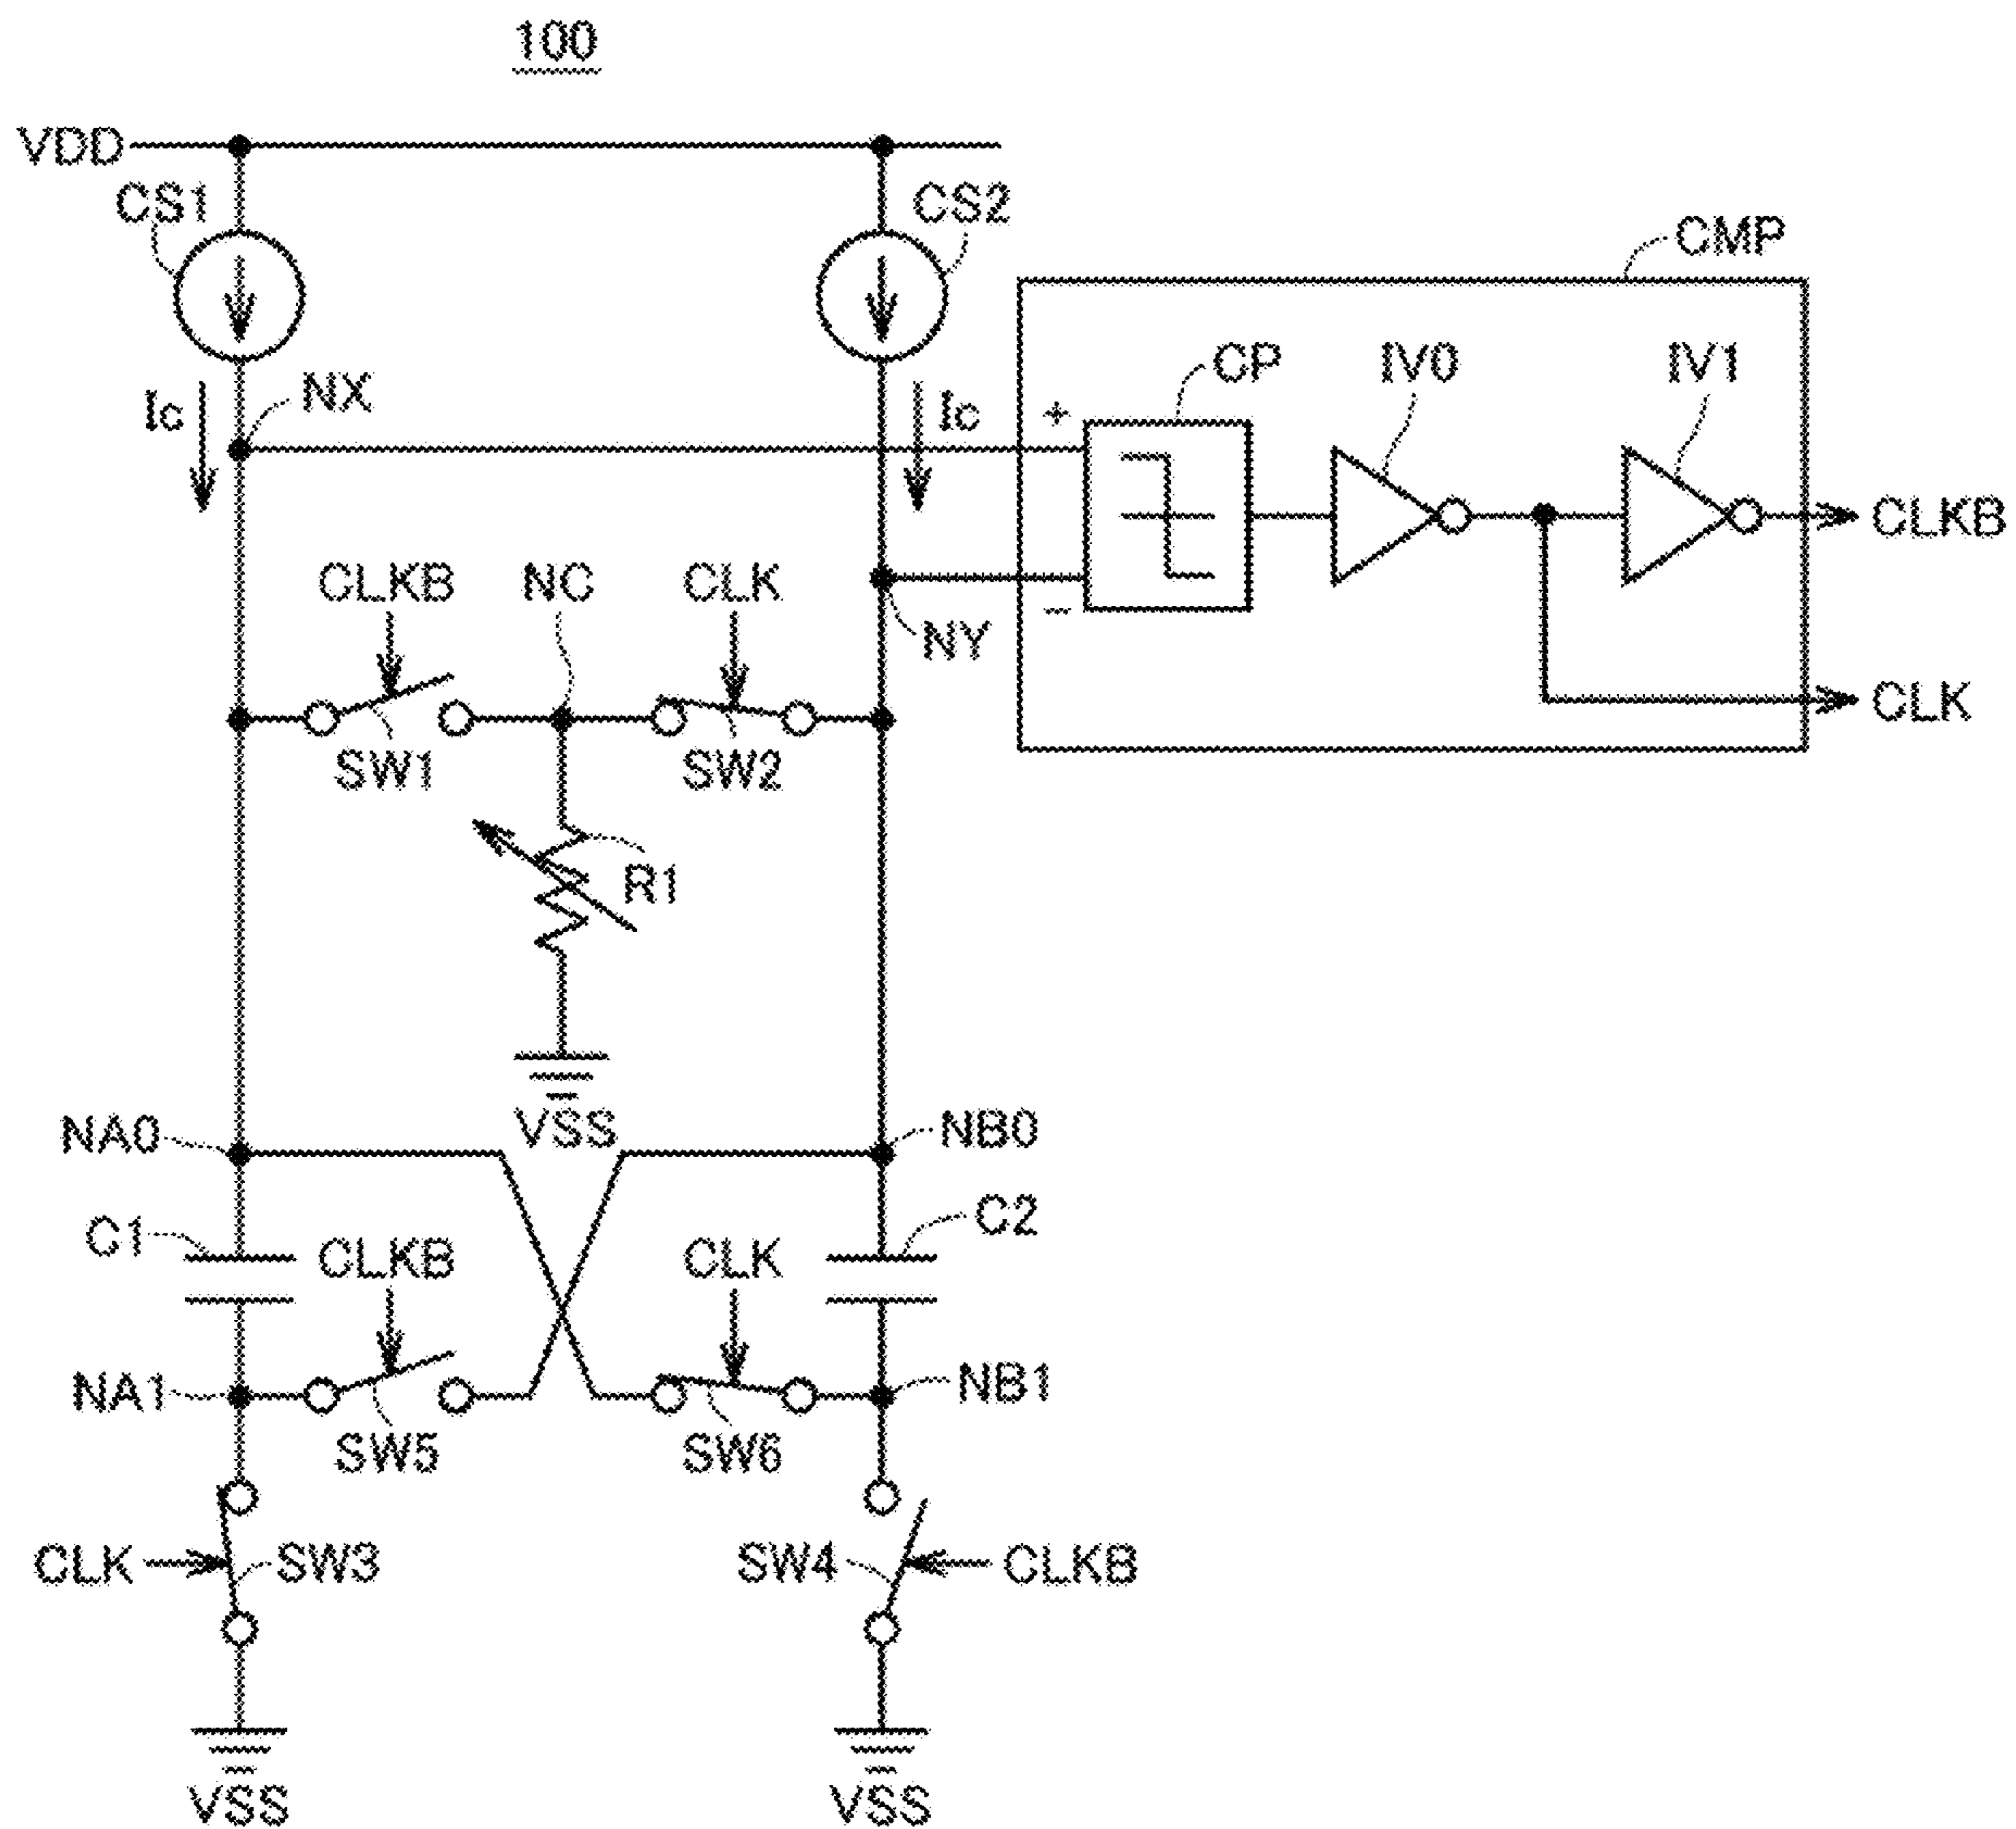 100
VDD
CS1
CS2
CMP
CP
IV0
IV1
Ic
NX
Ic
+
CLKB
NC
CLK
−
NY
CLKB
CLK
SW1
SW2
R1
VSS
NA0
NB0
C1
CLKB
CLK
C2
NA1
NB1
SW5
SW6
CLK
SW3
SW4
CLKB
VSS
VSS